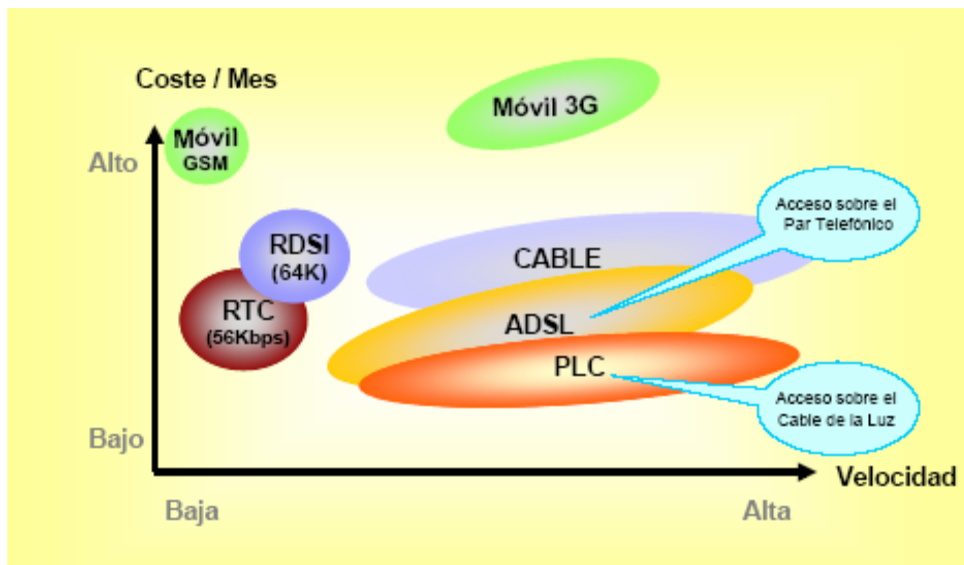 Coste / Mes
Móvil 3G
Móvil
GSM
Alto
Acceso sobre el
Par Telefónico
RDSI
(64K)
CABLE
RTC
(56Kbps)
ADSL
PLC
Acceso sobre el
Cable de la Luz
Bajo
Velocidad
Baja
Alta